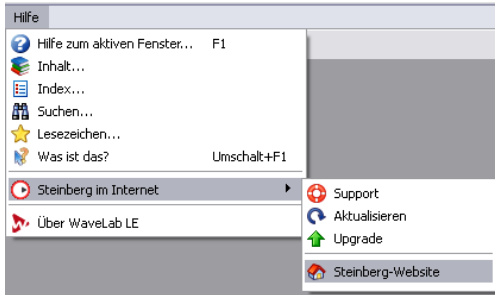 Hilfe
Hilfe zum aktiven Fenster... F1
Inhalt...
Index...
Suchen...
Lesezeichen...
Was ist das? Umschalt+F1
Steinberg im Internet
Über WaveLab LE
Support
Aktualisieren
Upgrade
Steinberg-Website